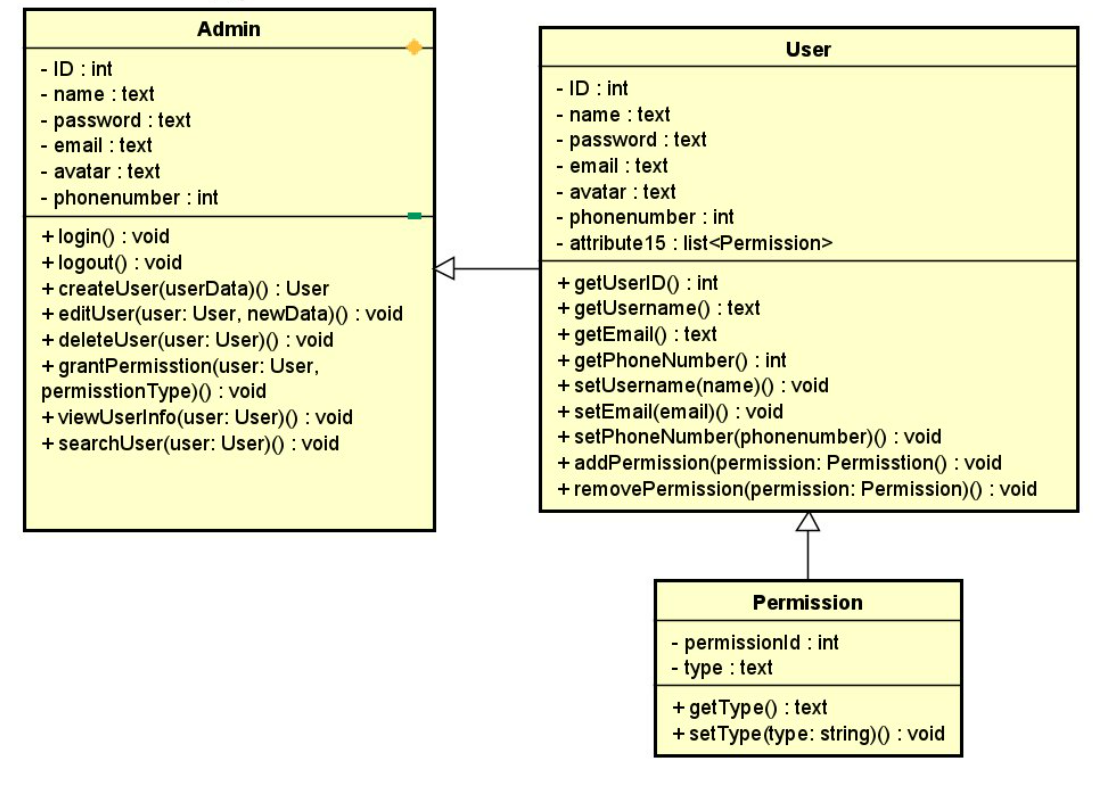 Admin
- ID : int
- name : text
- password : text
- email : text
- avatar : text
- phonenumber : int
+ login() : void
+ logout() : void
+ createUser(userData)() : User
+ editUser(user: User, newData)() : void
+ deleteUser(user: User)() : void
+ grantPermisstion(user: User,
permisstionType)() : void
+ viewUserInfo(user: User)() : void
+ searchUser(user: User)() : void
User
- ID : int
- name : text
- password : text
- email : text
- avatar : text
- phonenumber : int
- attribute15 : list<Permission>
+ getUserID() : int
+ getUsername() : text
+ getEmail() : text
+ getPhoneNumber() : int
+ setUsername(name)() : void
+ setEmail(email)() : void
+ setPhoneNumber(phonenumber)() : void
+ addPermission(permission: Permisstion() : void
+ removePermission(permission: Permission)() : void
Permission
- permissionId : int
- type : text
+ getType() : text
+ setType(type: string)() : void